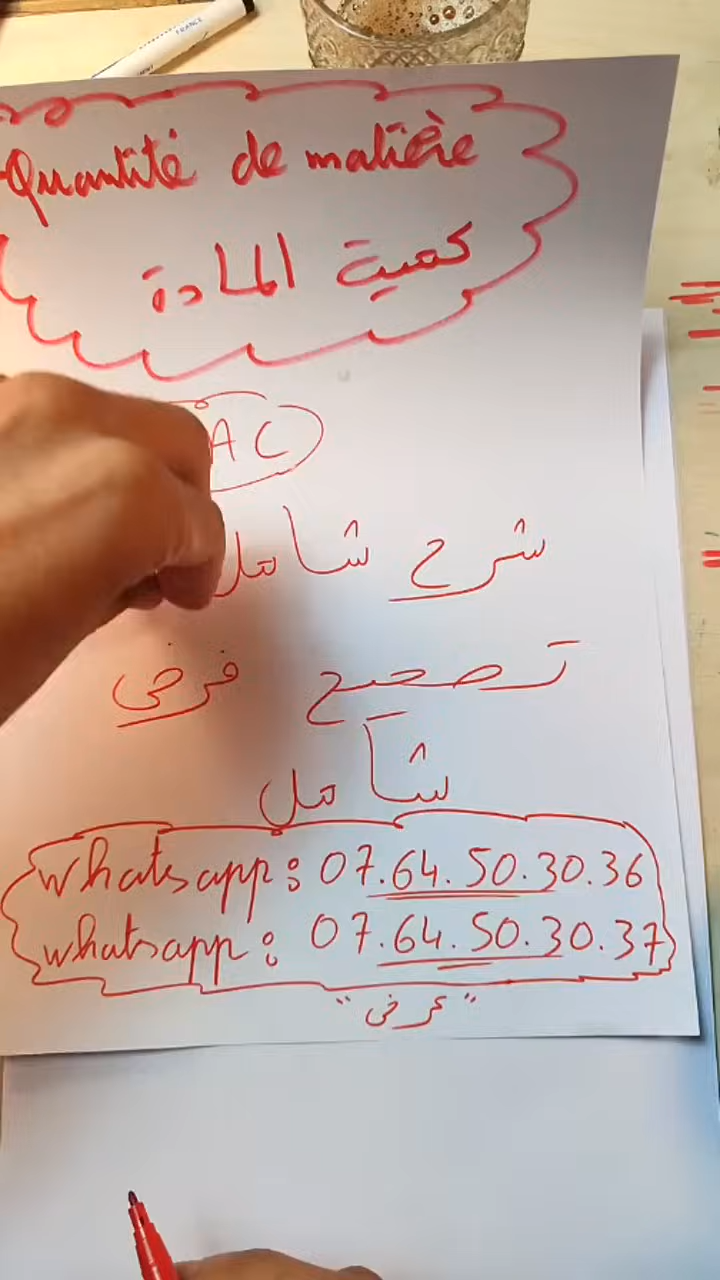 FRANCE
Quantité de matière
كمية المادة
AC
شرح شامل
تصحيح فرض
شامل
whatsapp: 07.64.50.30.36
whatsapp: 07.64.50.30.37
"عرض"